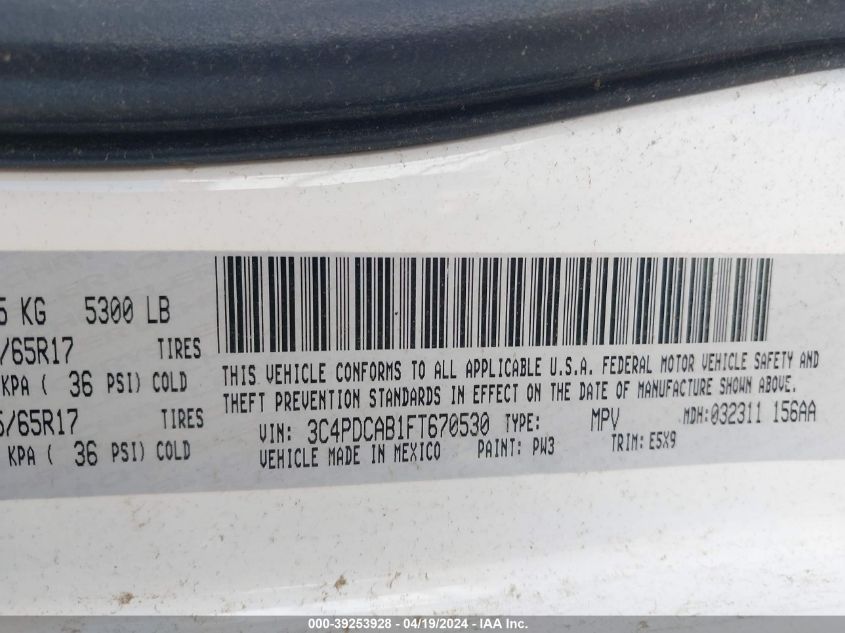 5 KG 5300 LB
/65R17 TIRES
KPA ( 36 PSI) COLD
5/65R17 TIRES
KPA ( 36 PSI) COLD
THIS VEHICLE CONFORMS TO ALL APPLICABLE U.S.A. FEDERAL MOTOR VEHICLE SAFETY AND
THEFT PREVENTION STANDARDS IN EFFECT ON THE DATE OF MANUFACTURE SHOWN ABOVE.
VIN: 3C4PDCAB1FT670530 TYPE: MPV MDH:032311 156AA
VEHICLE MADE IN MEXICO PAINT: PW3 TRIM: E5X9
000-39253928 - 04/19/2024 - IAA Inc.